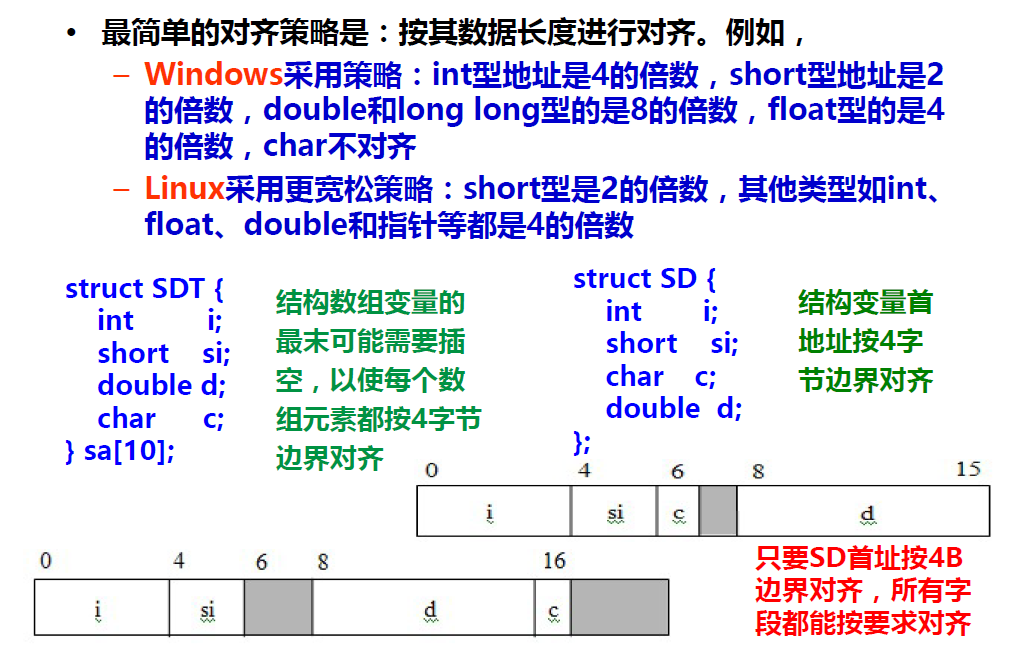 • 最简单的对齐策略是：按其数据长度进行对齐。例如，
– Windows采用策略：int型地址是4的倍数，short型地址是2
的倍数，double和long long型的是8的倍数，float型的是4
的倍数，char不对齐
– Linux采用更宽松策略：short型是2的倍数，其他类型如int、
float、double和指针等都是4的倍数
struct SDT {
int i;
short si;
double d;
char c;
} sa[10];
结构数组变量的
最末可能需要插
空，以使每个数
组元素都按4字节
边界对齐
struct SD {
int i;
short si;
char c;
double d;
};
结构变量首
地址按4字
节边界对齐
0 4 6 8 15
i si c d
0 4 6 8 16
i si d c
只要SD首址按4B
边界对齐，所有字
段都能按要求对齐